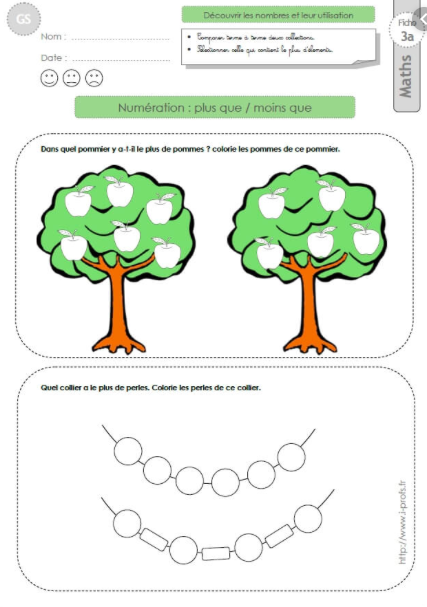 GS
Découvrir les nombres et leur utilisation
Fiche
3a
Maths
Nom : ................................
Date : ................................
• Comparer terme à terme deux collections.
• Sélectionner celle qui contient le plus d'éléments.
Numération : plus que / moins que
Dans quel pommier y a-t-il le plus de pommes ? colorie les pommes de ce pommier.
Quel collier a le plus de perles. Colorie les perles de ce collier.
http://www.i-profs.fr